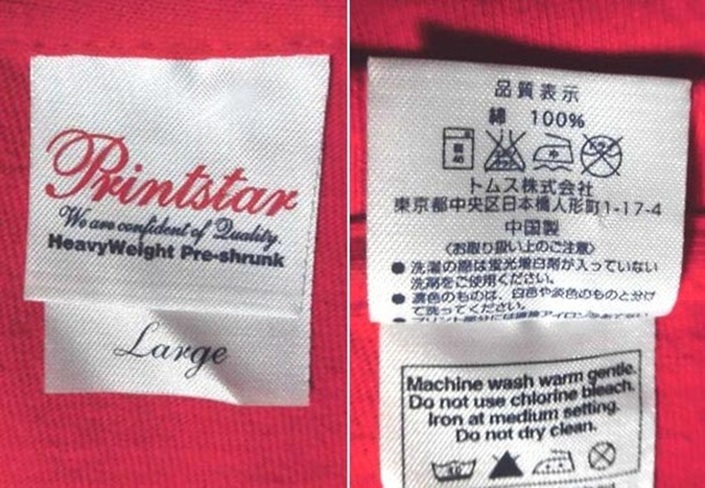 Printstar
We are confident of Quality.
HeavyWeight Pre-shrunk
Large
品質表示
綿 100%
トムス株式会社
東京都中央区日本橋人形町1-17-4
中国製
〈お取り扱い上のご注意〉
● 洗濯の際は蛍光増白剤が入っていない
洗剤をご使用ください。
● 濃色のものは、白色や淡色のものと分け
て洗ってください。
Machine wash warm gentle.
Do not use chlorine bleach.
Iron at medium setting.
Do not dry clean.